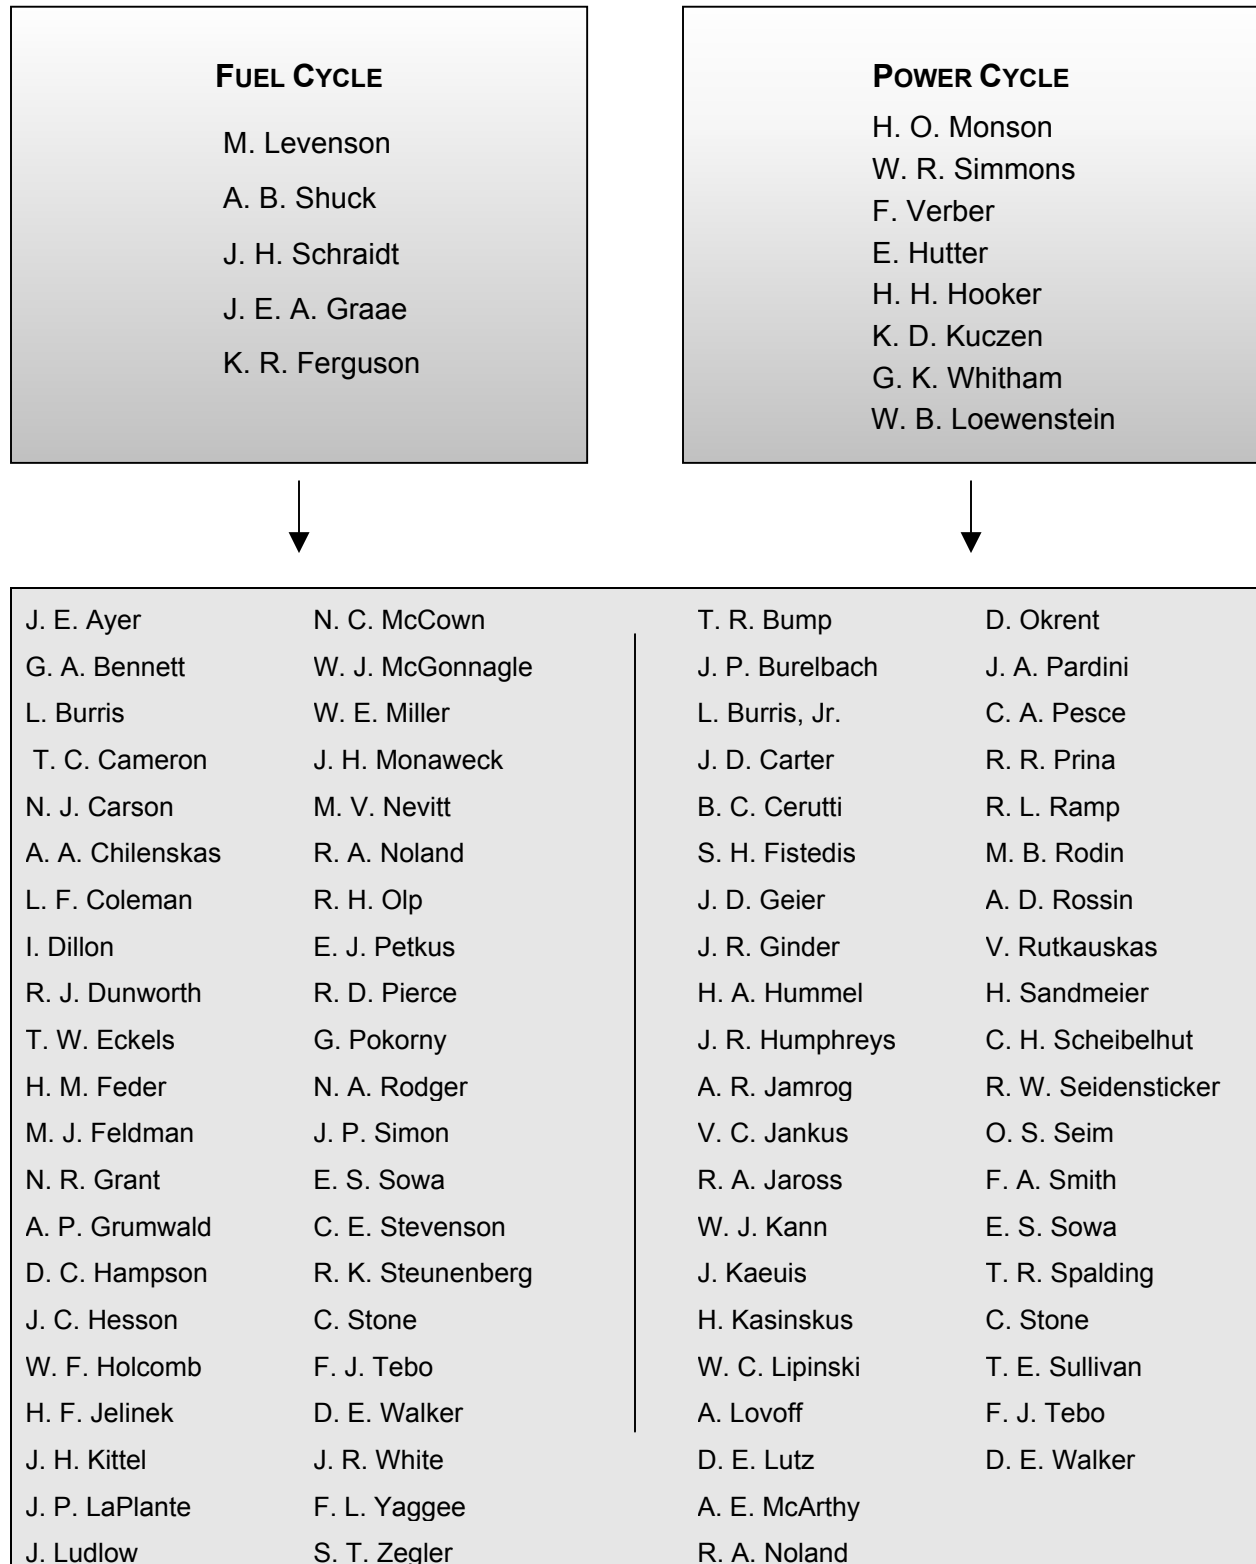 FUEL CYCLE
M. Levenson
A. B. Shuck
J. H. Schraidt
J. E. A. Graae
K. R. Ferguson
POWER CYCLE
H. O. Monson
W. R. Simmons
F. Verber
E. Hutter
H. H. Hooker
K. D. Kuczen
G. K. Whitham
W. B. Loewenstein
J. E. Ayer
G. A. Bennett
L. Burris
T. C. Cameron
N. J. Carson
A. A. Chilenskas
L. F. Coleman
I. Dillon
R. J. Dunworth
T. W. Eckels
H. M. Feder
M. J. Feldman
N. R. Grant
A. P. Grumwald
D. C. Hampson
J. C. Hesson
W. F. Holcomb
H. F. Jelinek
J. H. Kittel
J. P. LaPlante
J. Ludlow
N. C. McCown
W. J. McGonnagle
W. E. Miller
J. H. Monaweck
M. V. Nevitt
R. A. Noland
R. H. Olp
E. J. Petkus
R. D. Pierce
G. Pokorny
N. A. Rodger
J. P. Simon
E. S. Sowa
C. E. Stevenson
R. K. Steunenberg
C. Stone
F. J. Tebo
D. E. Walker
J. R. White
F. L. Yaggee
S. T. Zegler
T. R. Bump
J. P. Burelbach
L. Burris, Jr.
J. D. Carter
B. C. Cerutti
S. H. Fistedis
J. D. Geier
J. R. Ginder
H. A. Hummel
J. R. Humphreys
A. R. Jamrog
V. C. Jankus
R. A. Jaross
W. J. Kann
J. Kaeuis
H. Kasinskus
W. C. Lipinski
A. Lovoff
D. E. Lutz
A. E. McArthy
R. A. Noland
D. Okrent
J. A. Pardini
C. A. Pesce
R. R. Prina
R. L. Ramp
M. B. Rodin
A. D. Rossin
V. Rutkauskas
H. Sandmeier
C. H. Scheibelhut
R. W. Seidensticker
O. S. Seim
F. A. Smith
E. S. Sowa
T. R. Spalding
C. Stone
T. E. Sullivan
F. J. Tebo
D. E. Walker